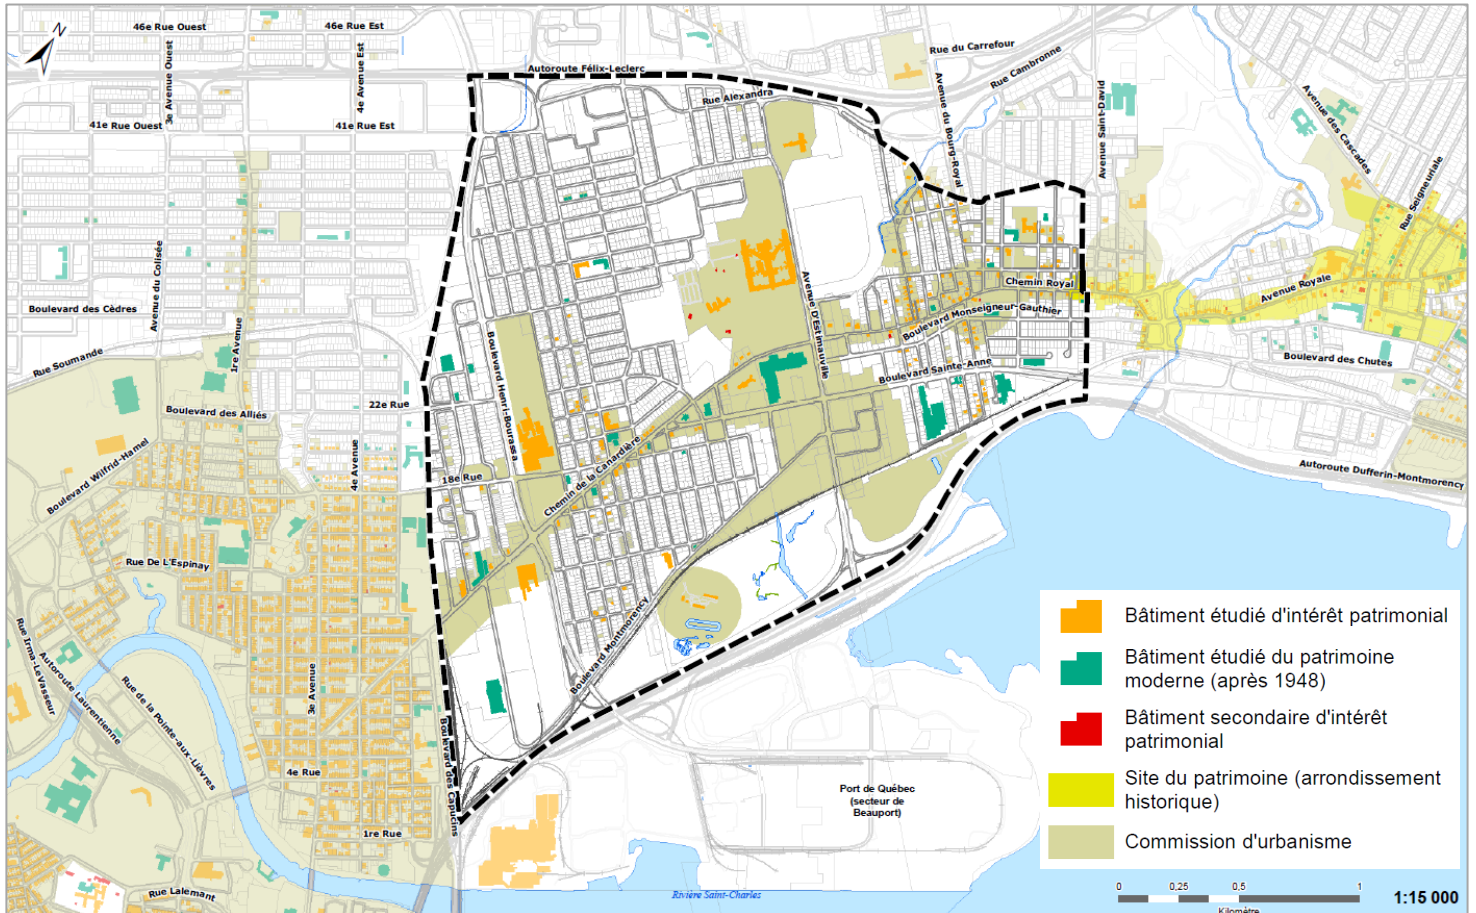 N
46e Rue Ouest
46e Rue Est
3e Avenue Ouest
4e Avenue Est
41e Rue Ouest
41e Rue Est
Autoroute Félix-Leclerc
Rue Alexandra
Rue du Carrefour
Rue Cambronne
Avenue du Bourg-Royal
Avenue Saint-David
Avenue des Cascades
Rue Seigneuriale
Avenue du Colisée
1re Avenue
Boulevard des Cèdres
Rue Soumande
Boulevard Henri-Bourassa
Avenue D'Estimauville
Chemin Royal
Boulevard Monseigneur-Gauthier
Avenue Royale
Boulevard Sainte-Anne
Boulevard des Chutes
Boulevard des Alliés
22e Rue
Boulevard Wilfrid-Hamel
4e Avenue
18e Rue
Chemin de la Canardière
Autoroute Dufferin-Montmorency
Rue De L'Espinay
Rue Irma-LeVasseur
Autoroute Laurentienne
Rue de la Pointe-aux-Lièvres
3e Avenue
Boulevard Montmorency
Boulevard des Capucins
4e Rue
1re Rue
Rue Lalemant
Rivière Saint-Charles
Port de Québec
(secteur de
Beauport)
Bâtiment étudié d'intérêt patrimonial
Bâtiment étudié du patrimoine
moderne (après 1948)
Bâtiment secondaire d'intérêt
patrimonial
Site du patrimoine (arrondissement
historique)
Commission d'urbanisme
0 0,25 0,5 1
Kilomètre
1:15 000